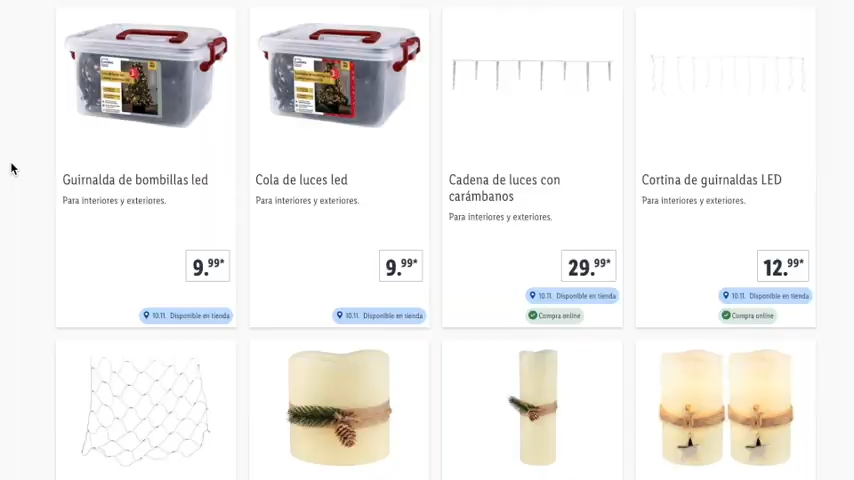 Guirnalda de bombillas led
Para interiores y exteriores.
9.99*
10.11. Disponible en tienda
Cola de luces led
Para interiores y exteriores.
9.99*
10.11. Disponible en tienda
Cadena de luces con
carámbanos
Para interiores y exteriores.
29.99*
10.11. Disponible en tienda
Compra online
Cortina de guirnaldas LED
Para interiores y exteriores.
12.99*
10.11. Disponible en tienda
Compra online